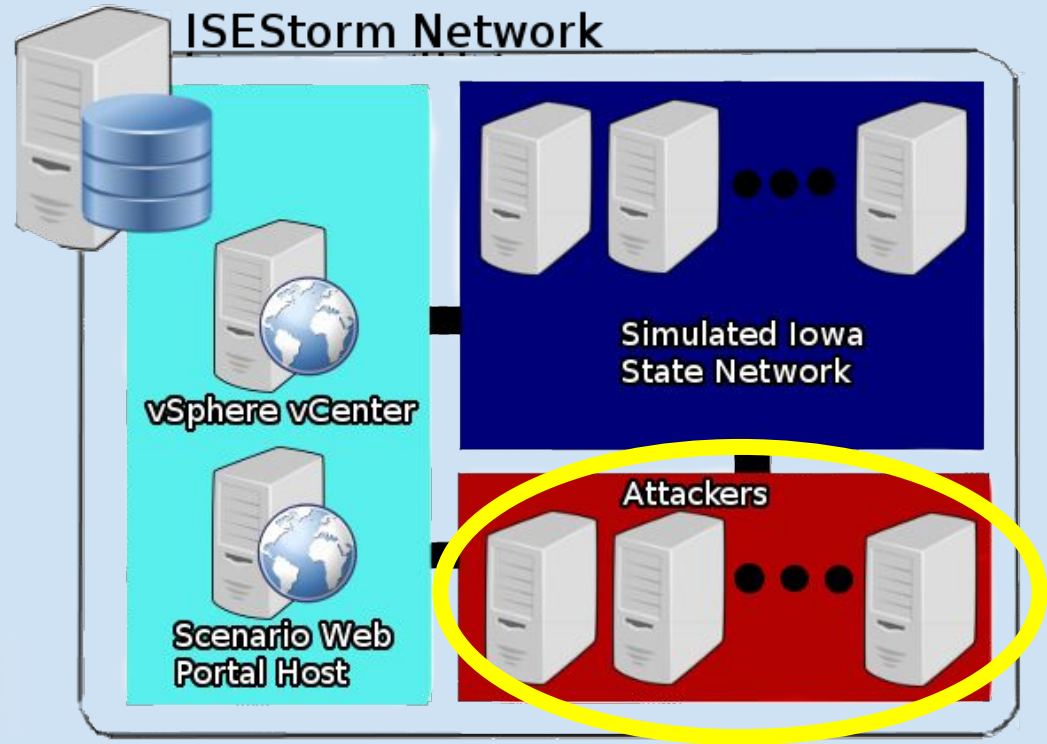 ISEStorm Network
vSphere vCenter
Scenario Web
Portal Host
Simulated Iowa
State Network
Attackers